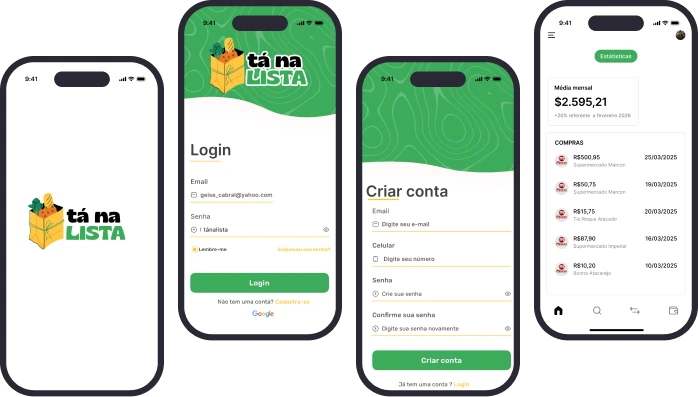 9:41
tá na
LISTA
9:41
tá na
LISTA
Login
Email
geise_cabral@yahoo.com
Senha
tánalista
Lembre-me
Esqueceu sua senha?
Login
Não tem uma conta? Cadastra-se
Google
9:41
Criar conta
Email
Digite seu e-mail
Celular
Digite seu número
Senha
Crie sua senha
Confirme sua senha
Digite sua senha novamente
Criar conta
Já tem uma conta ? Login
9:41
Estatísticas
Média mensal
$2.595,21
+20% referente a fevereiro 2026
COMPRAS
R$500,95 25/03/2025
Supermercado Marcon
R$50,75 19/03/2025
Supermercado Marcon
R$15,75 20/03/2025
Tio Roque Atacado
R$87,90 16/03/2025
Supermercado Imperial
R$10,20 10/03/2025
Atacarejo